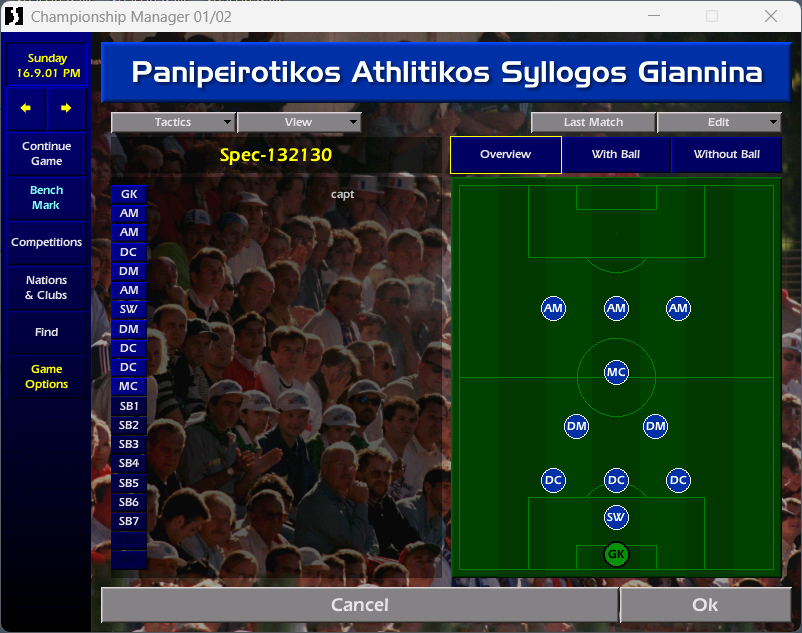 Championship Manager 01/02
Sunday
16.9.01 PM
Continue
Game
Bench
Mark
Competitions
Nations
& Clubs
Find
Game
Options
Panipeirotikos Athlitikos Syllogos Giannina
Tactics
View
Last Match
Edit
Spec-132130
Overview
With Ball
Without Ball
GK
capt
AM
AM
DC
DM
AM
SW
DM
DC
DC
MC
SB1
SB2
SB3
SB4
SB5
SB6
SB7
AM AM AM
MC
DM DM
DC DC DC
SW
GK
Cancel
Ok